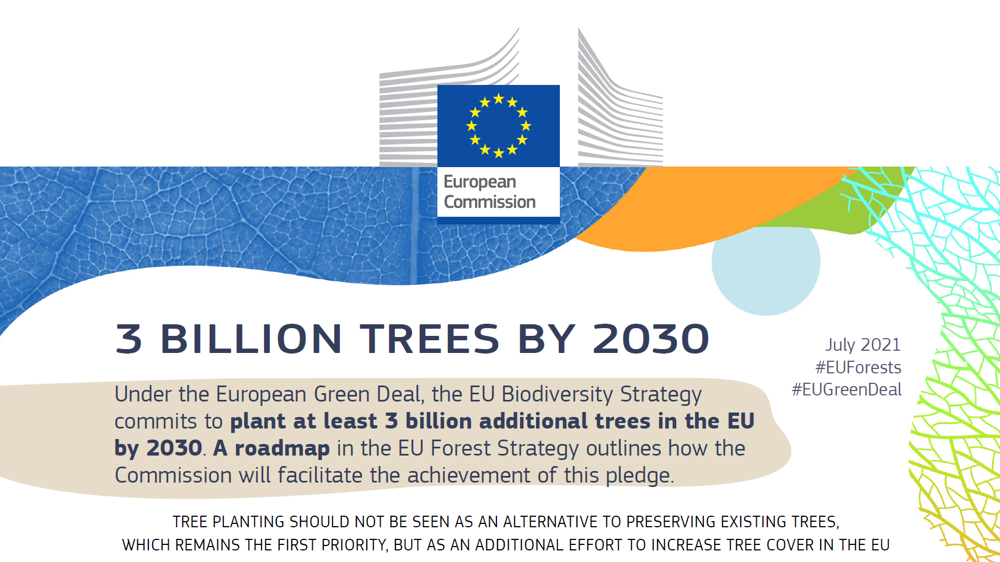 European
Commission
3 BILLION TREES BY 2030
July 2021
#EUForests
#EUGreenDeal
Under the European Green Deal, the EU Biodiversity Strategy
commits to plant at least 3 billion additional trees in the EU
by 2030. A roadmap in the EU Forest Strategy outlines how the
Commission will facilitate the achievement of this pledge.
TREE PLANTING SHOULD NOT BE SEEN AS AN ALTERNATIVE TO PRESERVING EXISTING TREES,
WHICH REMAINS THE FIRST PRIORITY, BUT AS AN ADDITIONAL EFFORT TO INCREASE TREE COVER IN THE EU